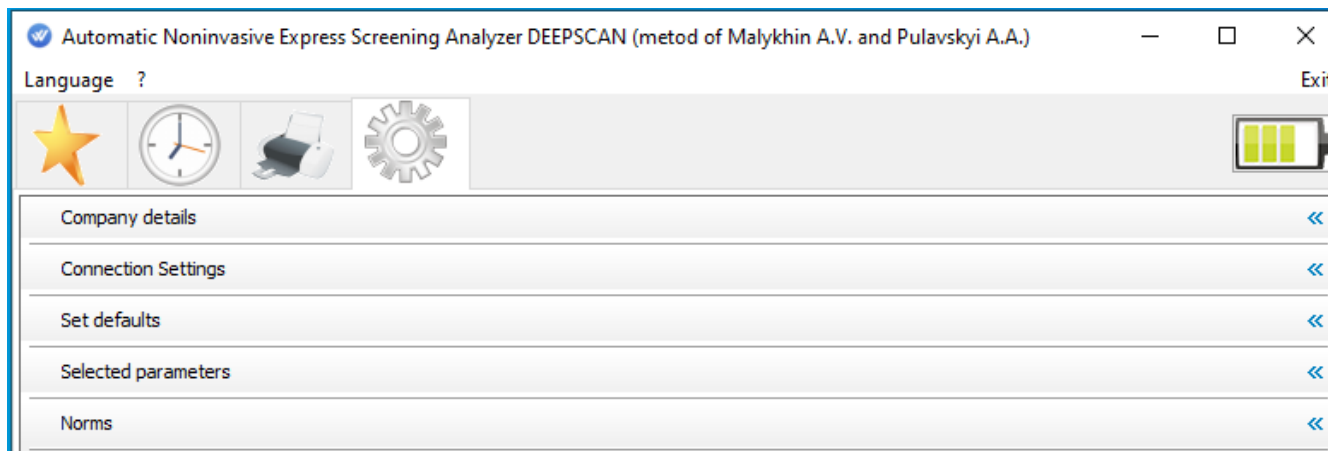 Automatic Noninvasive Express Screening Analyzer DEEPSCAN (metod of Malykhin A.V. and Pulavskyi A.A.)
Language ? Exit
Company details
Connection Settings
Set defaults
Selected parameters
Norms